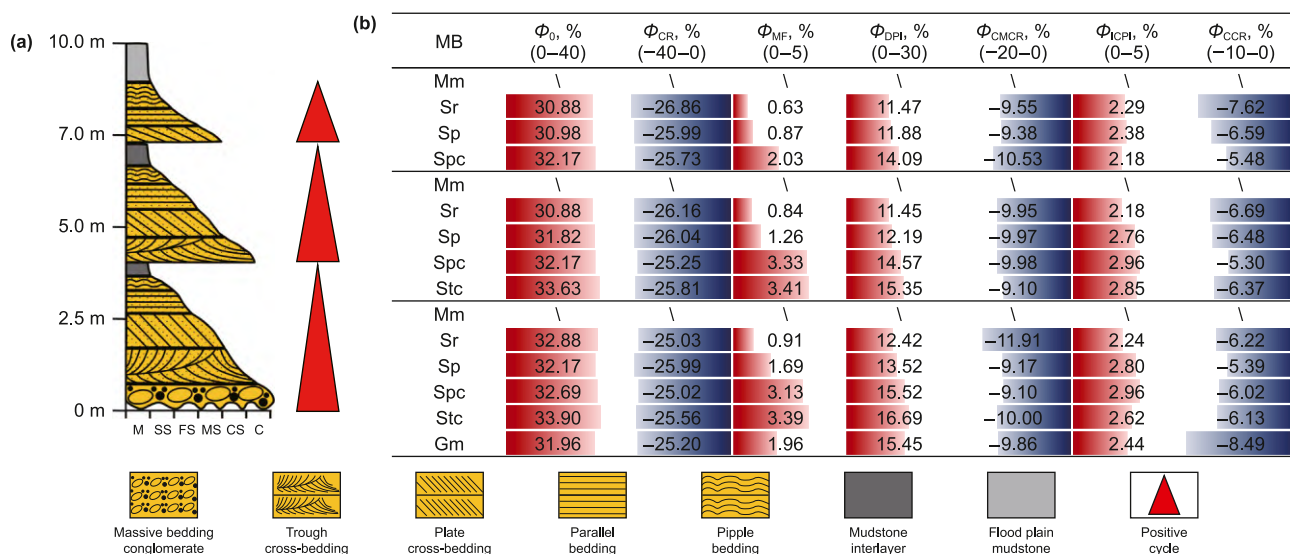 (a)
10.0 m
7.0 m
5.0 m
2.5 m
0 m
M SS FS MS CS C
(b)
MB Φ0, % ΦCR, % ΦMF, % ΦDPI, % ΦCMCR, % ΦICPI, % ΦCCR, %
(0–40) (−40–0) (0–5) (0–30) (−20–0) (0–5) (−10–0)
Mm \ \ \ \ \ \ \
Sr 30.88 −26.86 0.63 11.47 −9.55 2.29 −7.62
Sp 30.98 −25.99 0.87 11.88 −9.38 2.38 −6.59
Spc 32.17 −25.73 2.03 14.09 −10.53 2.18 −5.48
Mm \ \ \ \ \ \ \
Sr 30.88 −26.16 0.84 11.45 −9.95 2.18 −6.69
Sp 31.82 −26.04 1.26 12.19 −9.97 2.76 −6.48
Spc 32.17 −25.25 3.33 14.57 −9.98 2.96 −5.30
Stc 33.63 −25.81 3.41 15.35 −9.10 2.85 −6.37
Mm \ \ \ \ \ \ \
Sr 32.88 −25.03 0.91 12.42 −11.91 2.24 −6.22
Sp 32.17 −25.99 1.69 13.52 −9.17 2.80 −5.39
Spc 32.69 −25.02 3.13 15.52 −9.10 2.96 −6.02
Stc 33.90 −25.56 3.39 16.69 −10.00 2.62 −6.13
Gm 31.96 −25.20 1.96 15.45 −9.86 2.44 −8.49
Massive bedding
conglomerate
Trough
cross-bedding
Plate
cross-bedding
Parallel
bedding
Pipple
bedding
Mudstone
interlayer
Flood plain
mudstone
Positive
cycle